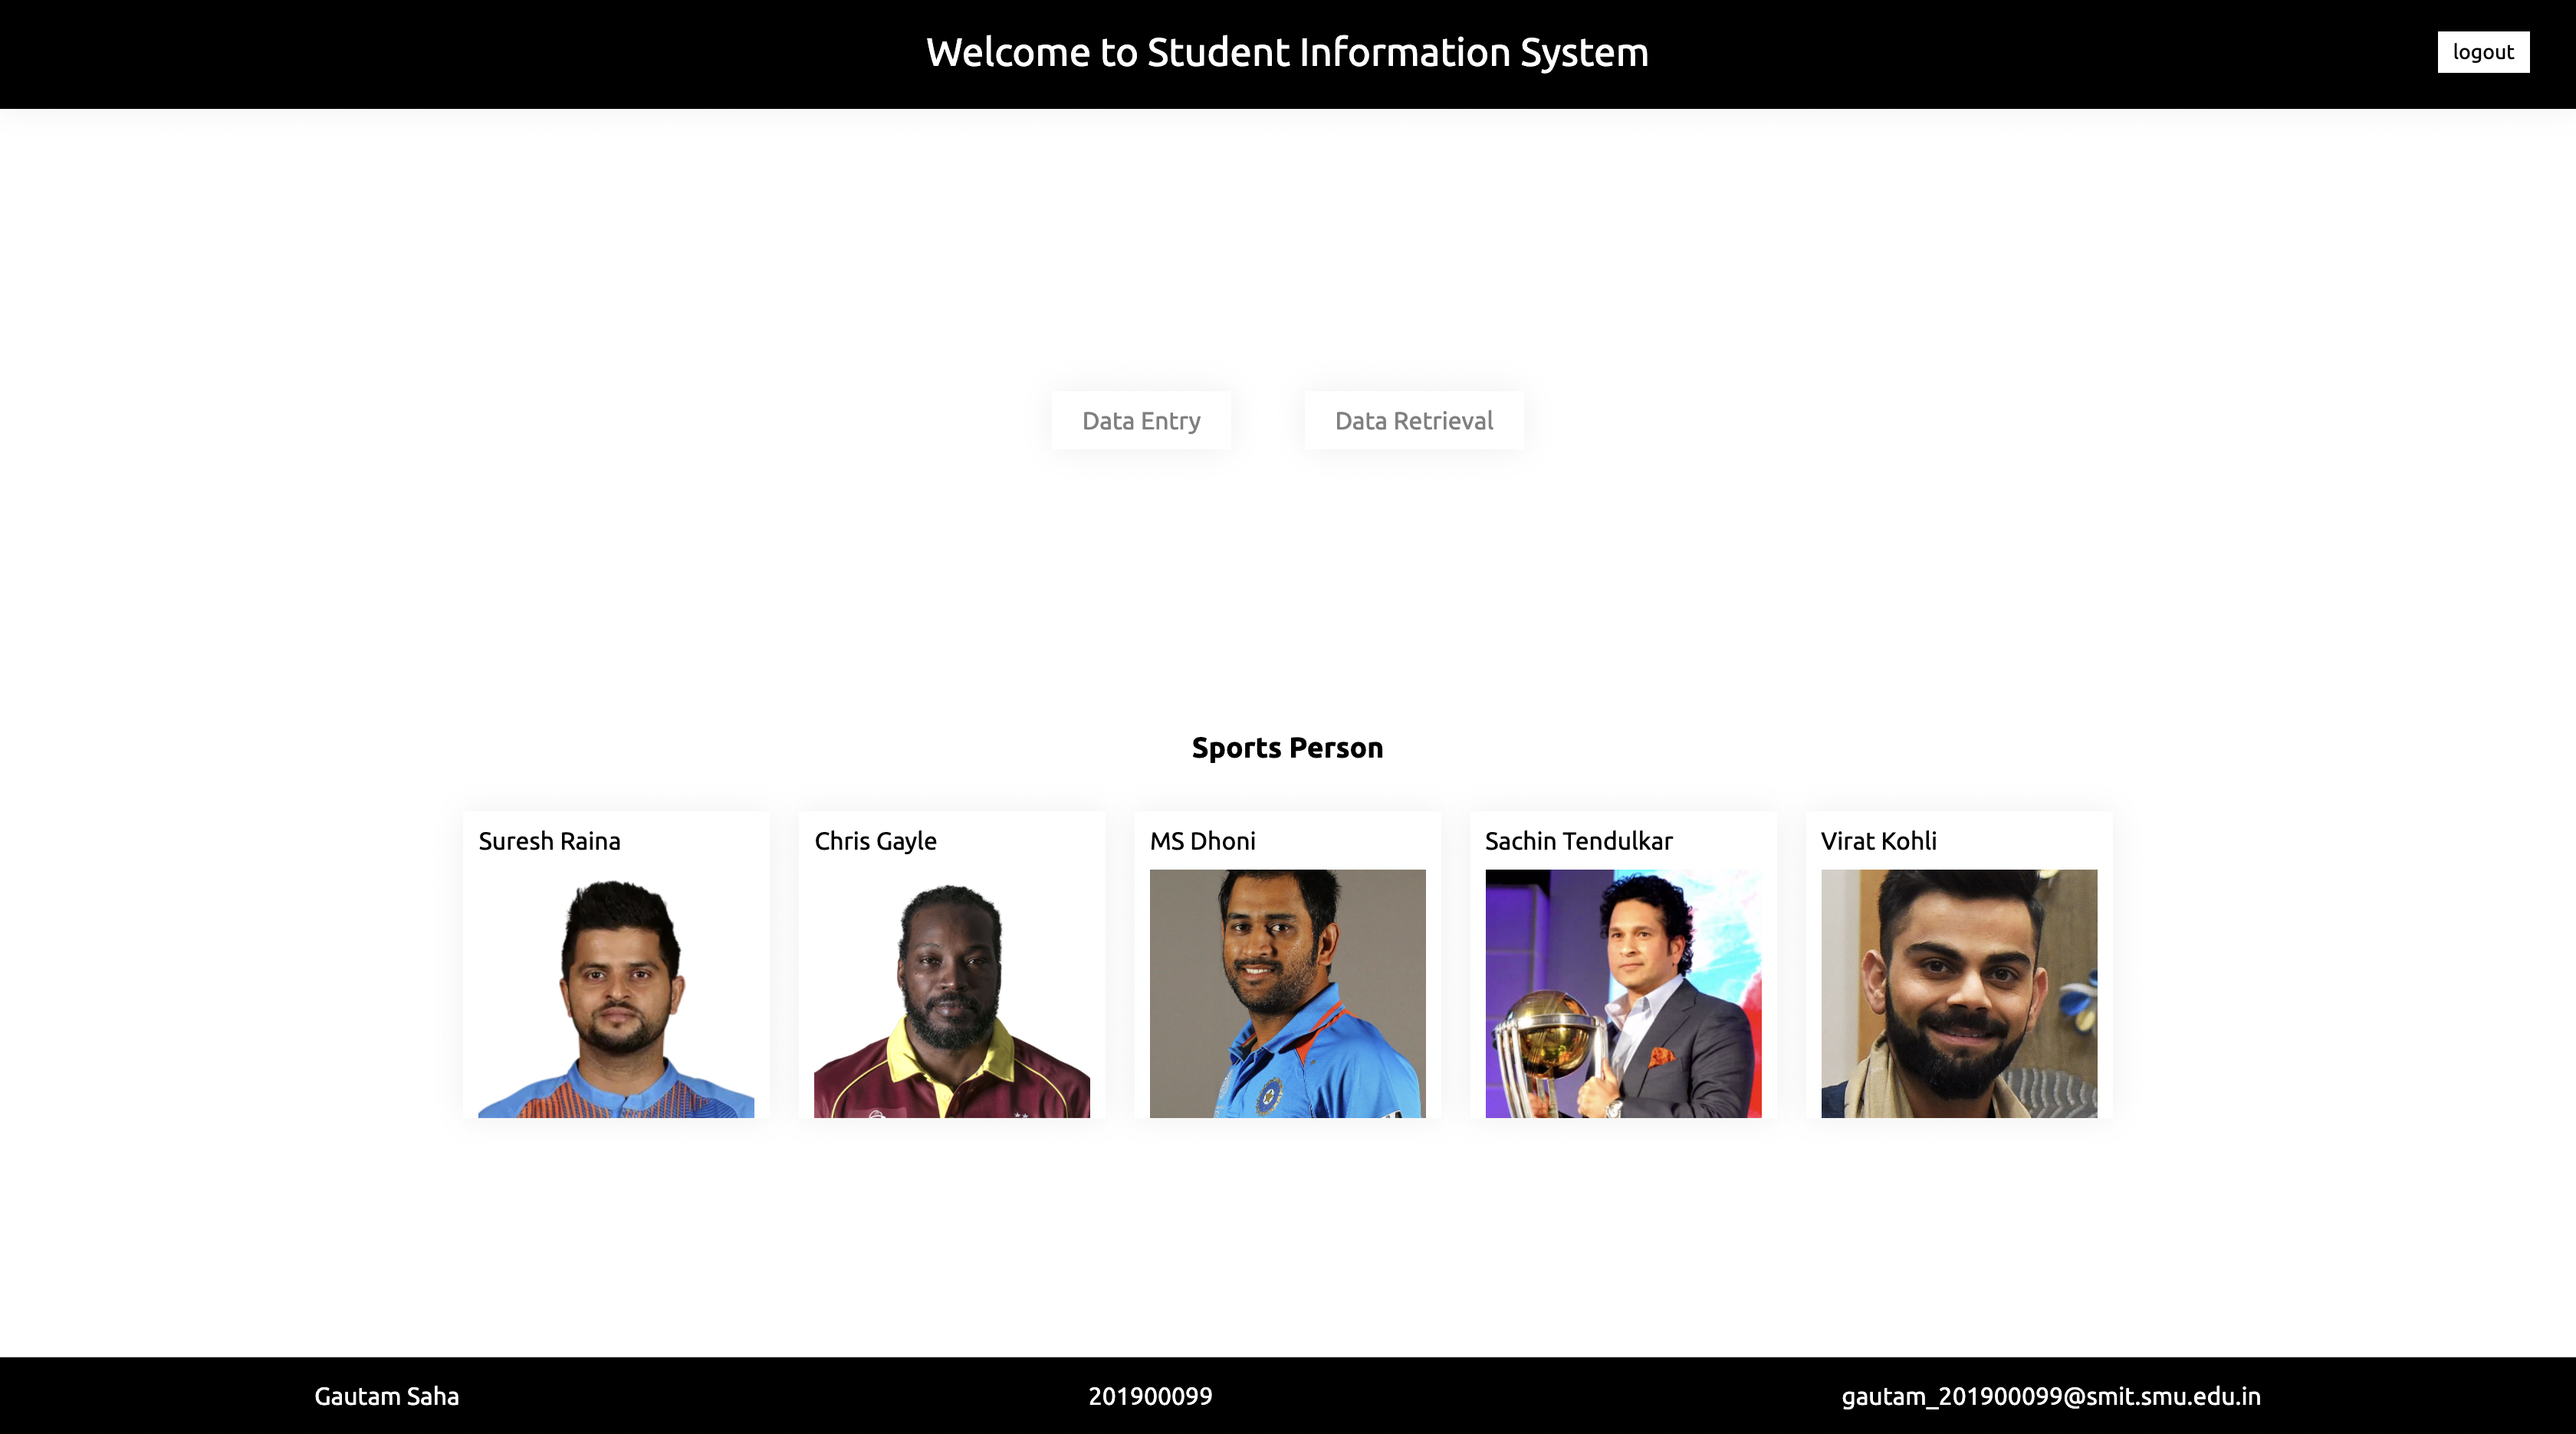 Welcome to Student Information System
logout
Data Entry
Data Retrieval
Sports Person
Suresh Raina
Chris Gayle
MS Dhoni
Sachin Tendulkar
Virat Kohli
Gautam Saha
201900099
gautam_201900099@smit.smu.edu.in